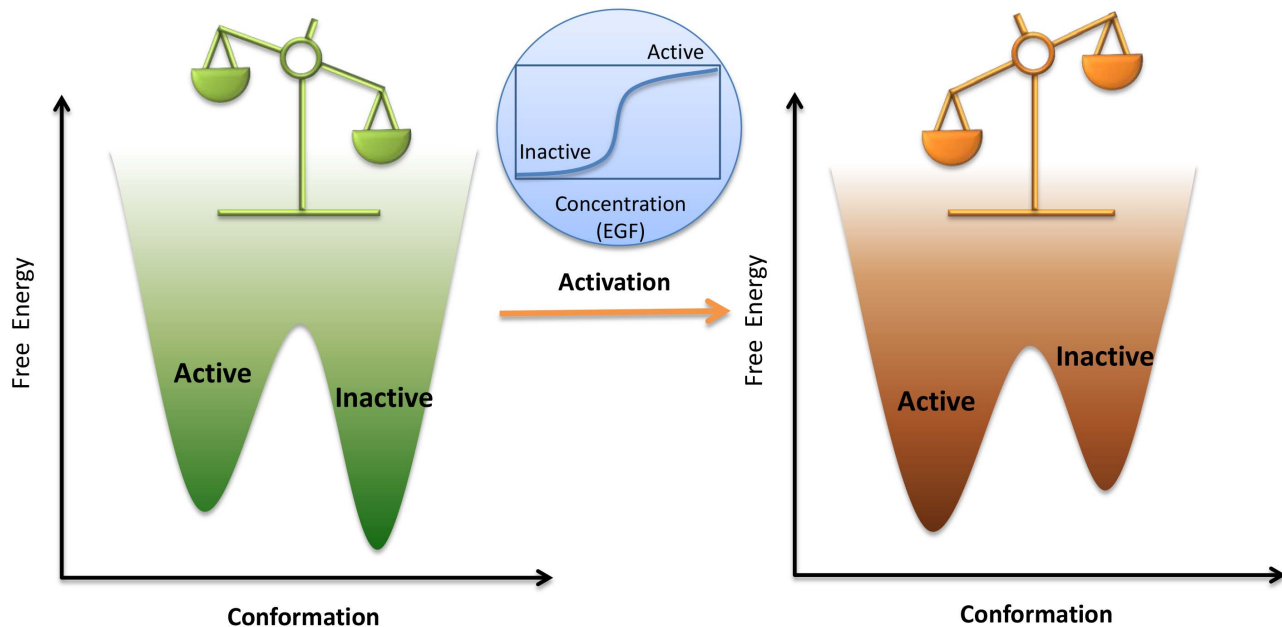 Free Energy
Active
Inactive
Conformation
Active
Inactive
Concentration
(EGF)
Activation
Free Energy
Active
Inactive
Conformation